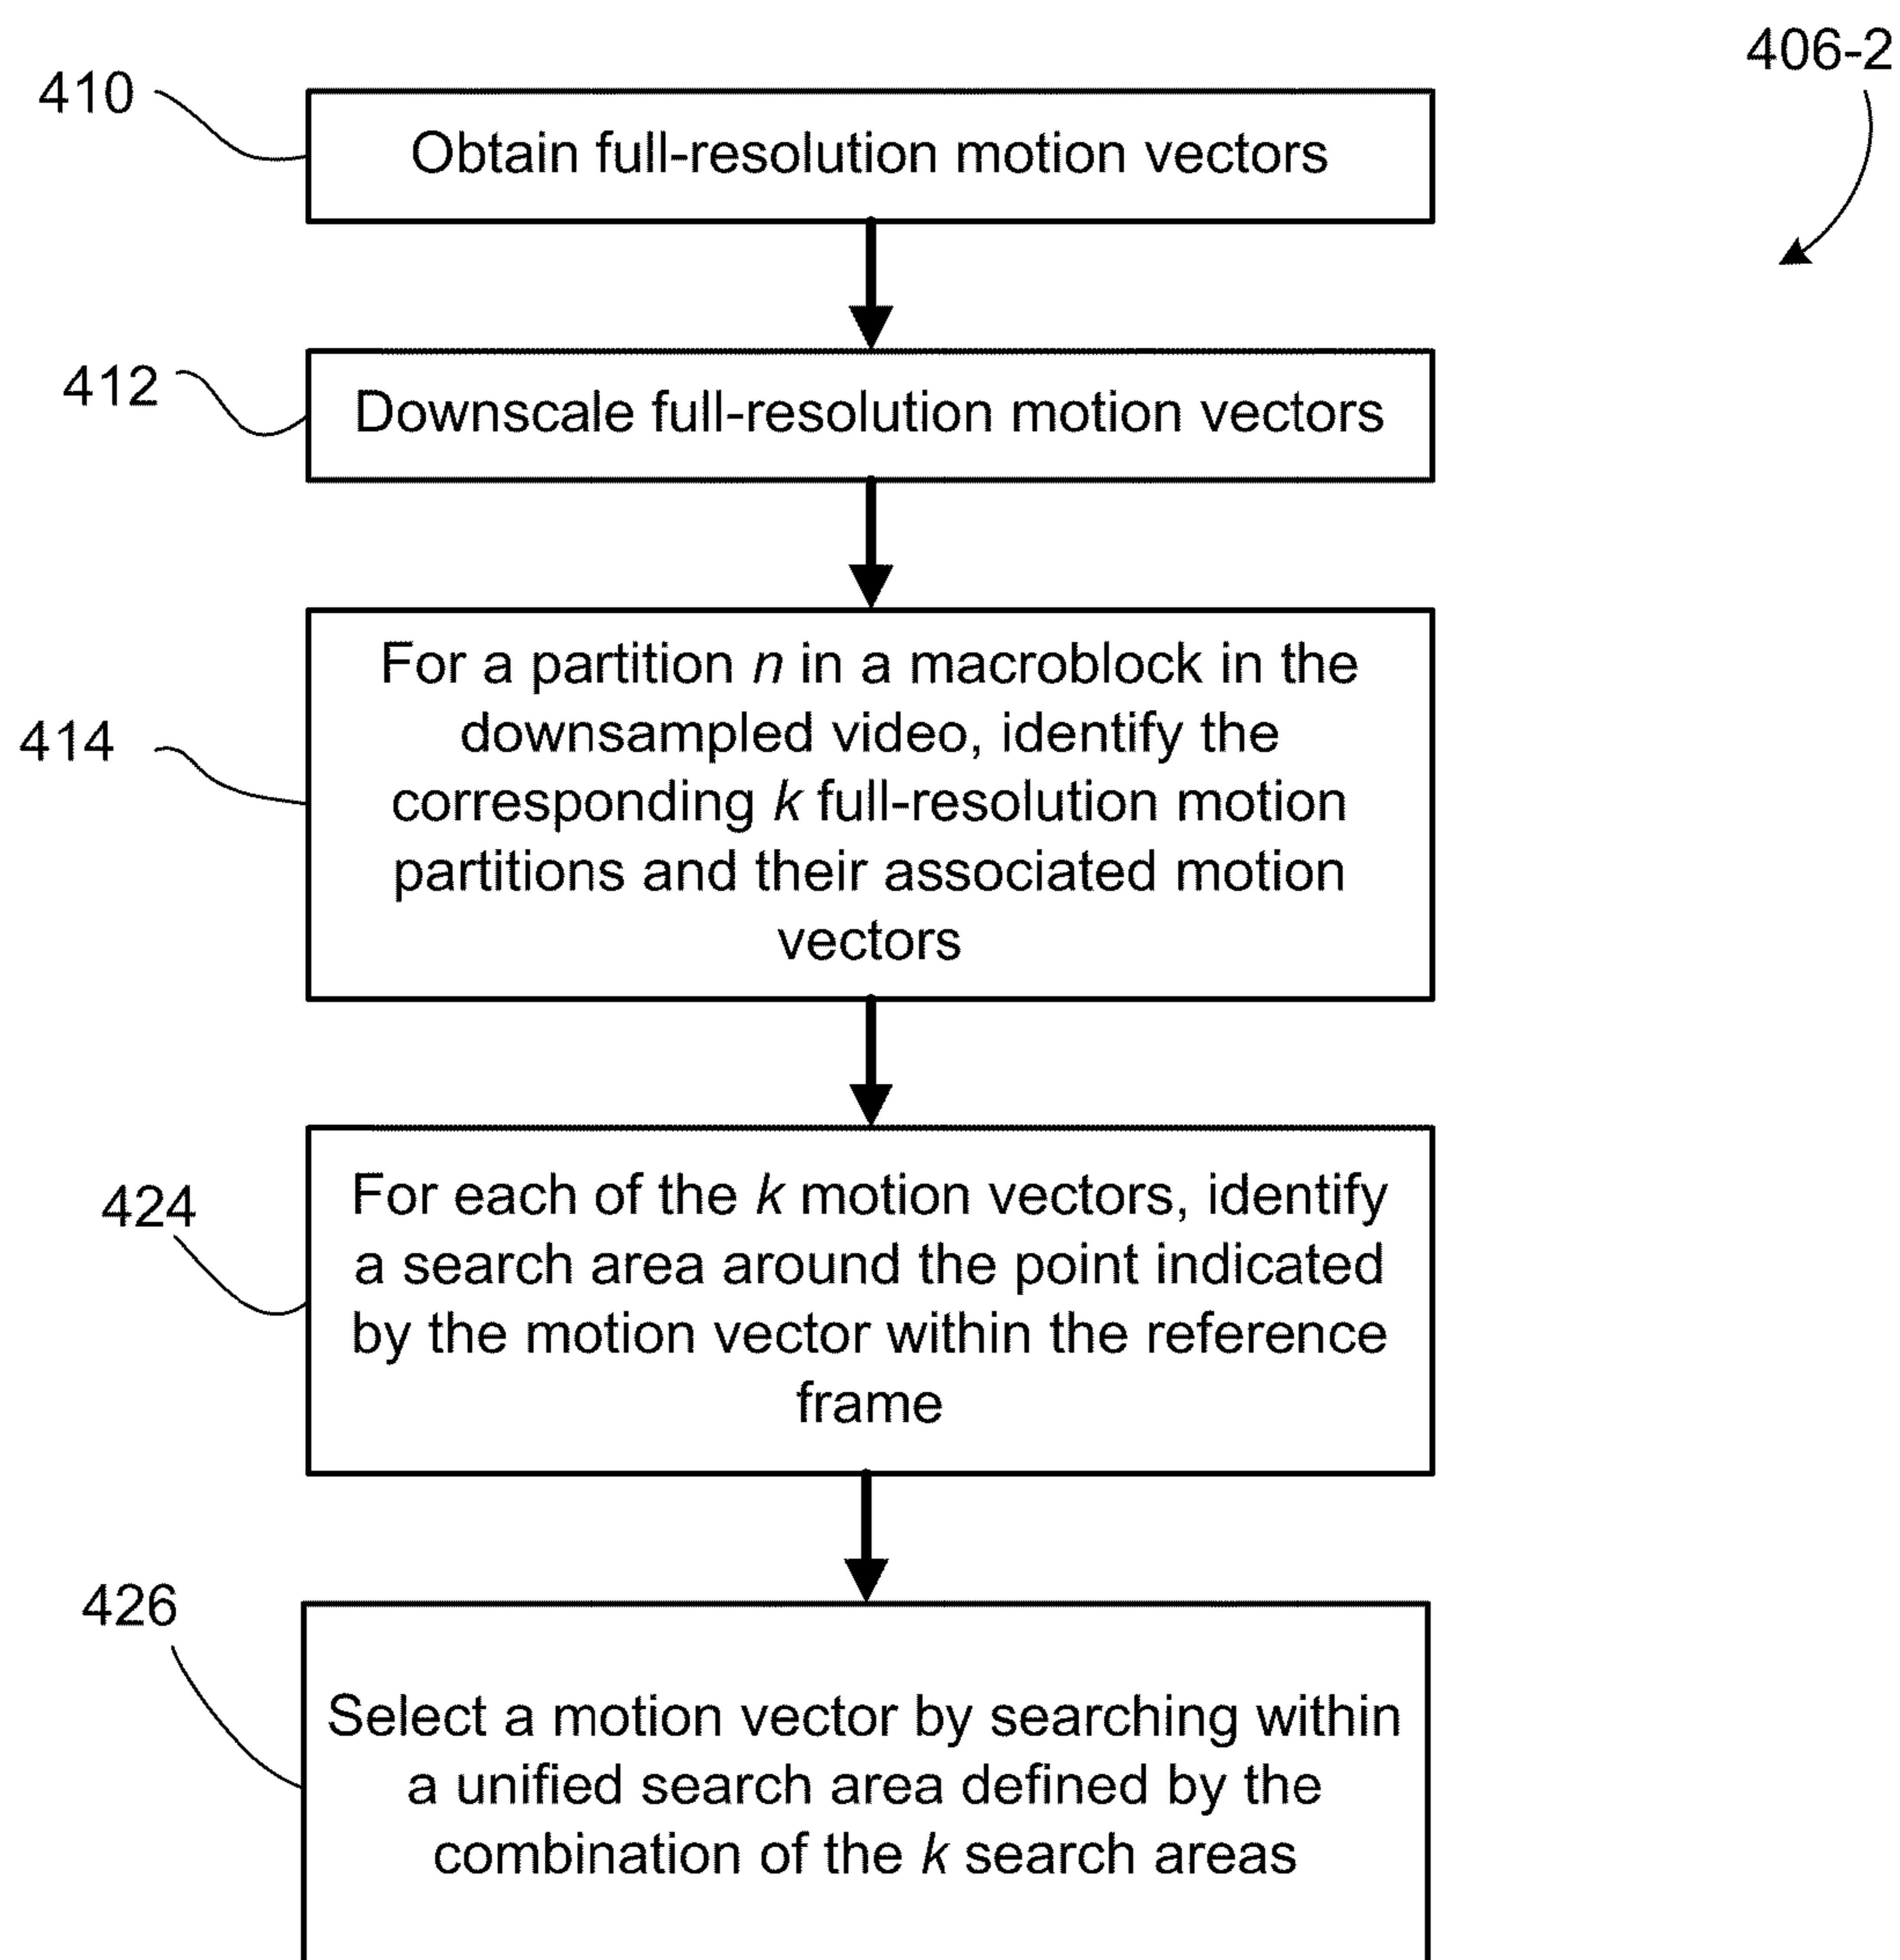 406-2
410
Obtain full-resolution motion vectors
412
Downscale full-resolution motion vectors
414
For a partition n in a macroblock in the
downsampled video, identify the
corresponding k full-resolution motion
partitions and their associated motion
vectors
424
For each of the k motion vectors, identify
a search area around the point indicated
by the motion vector within the reference
frame
426
Select a motion vector by searching within
a unified search area defined by the
combination of the k search areas